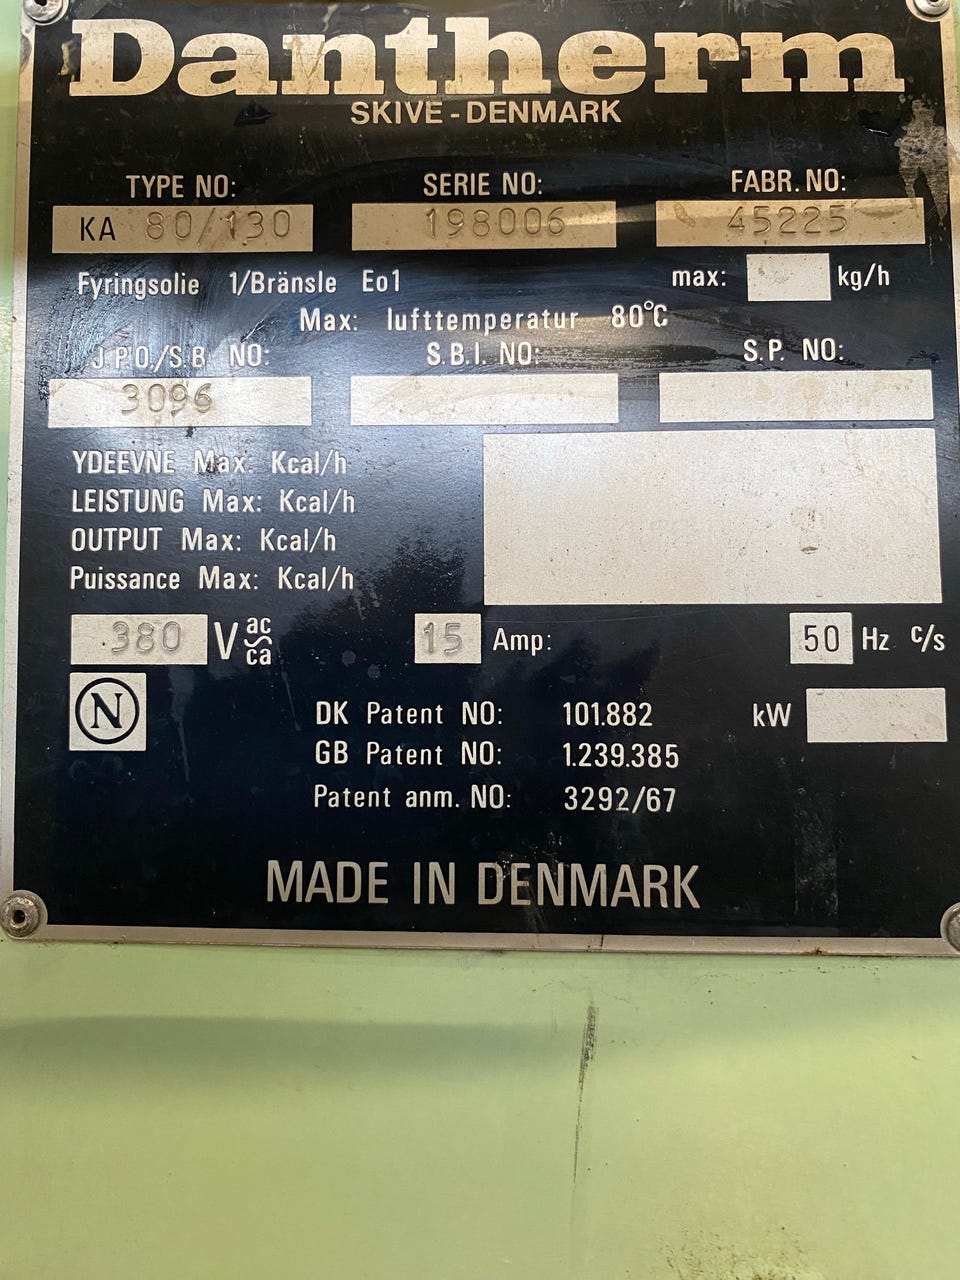 Dantherm
SKIVE - DENMARK
TYPE NO: SERIE NO: FABR. NO:
KA 80/130 198006 45225
Fyringsolie 1/Bränsle Eo1 max: kg/h
Max: lufttemperatur 80°C
J.P.O./S.B. NO: S.B.I. NO: S.P. NO:
3096
YDEEVNE Max: Kcal/h
LEISTUNG Max: Kcal/h
OUTPUT Max: Kcal/h
Puissance Max: Kcal/h
380 V ac ca 15 Amp: 50 Hz c/s
N
DK Patent NO: 101.882 kW
GB Patent NO: 1.239.385
Patent anm. NO: 3292/67
MADE IN DENMARK